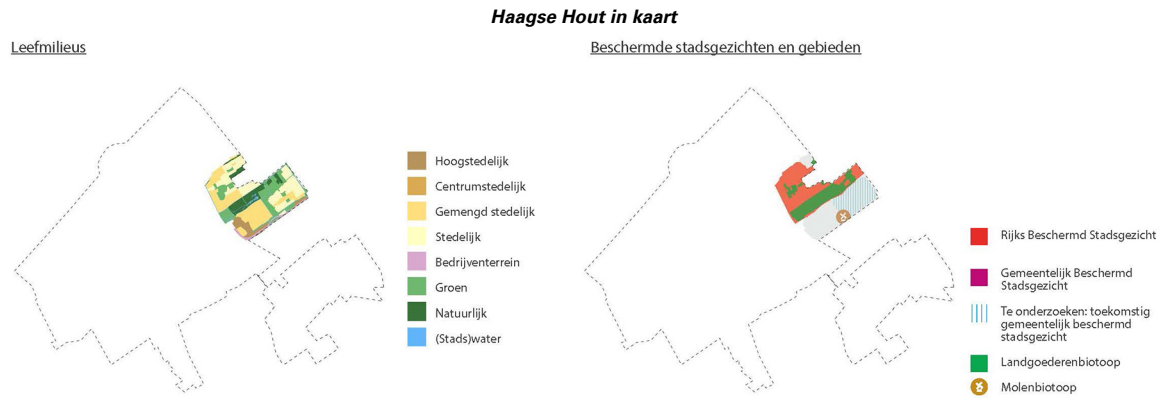 Haagse Hout in kaart
Leefmilieus
Hoogstedelijk
Centrumstedelijk
Gemengd stedelijk
Stedelijk
Bedrijventerrein
Groen
Natuurlijk
(Stads)water
Beschermde stadsgezichten en gebieden
Rijks Beschermd Stadsgezicht
Gemeentelijk Beschermd
Stadsgezicht
Te onderzoeken: toekomstig
gemeentelijk beschermd
stadsgezicht
Landgoederenbiotoop
Molenbiotoop